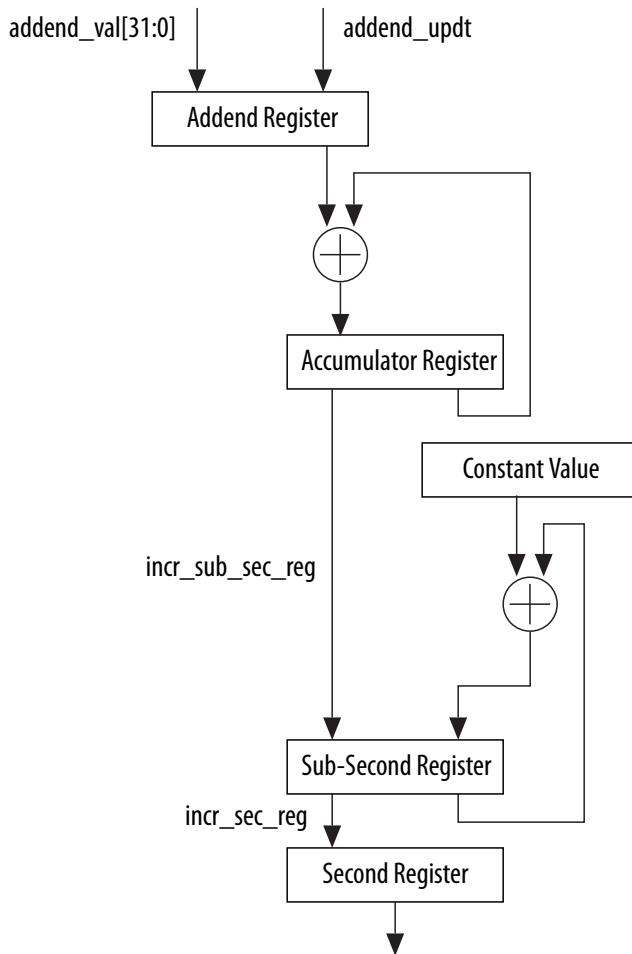 addend_val[31:0]
addend_updt
Addend Register
Accumulator Register
Constant Value
incr_sub_sec_reg
Sub-Second Register
incr_sec_reg
Second Register